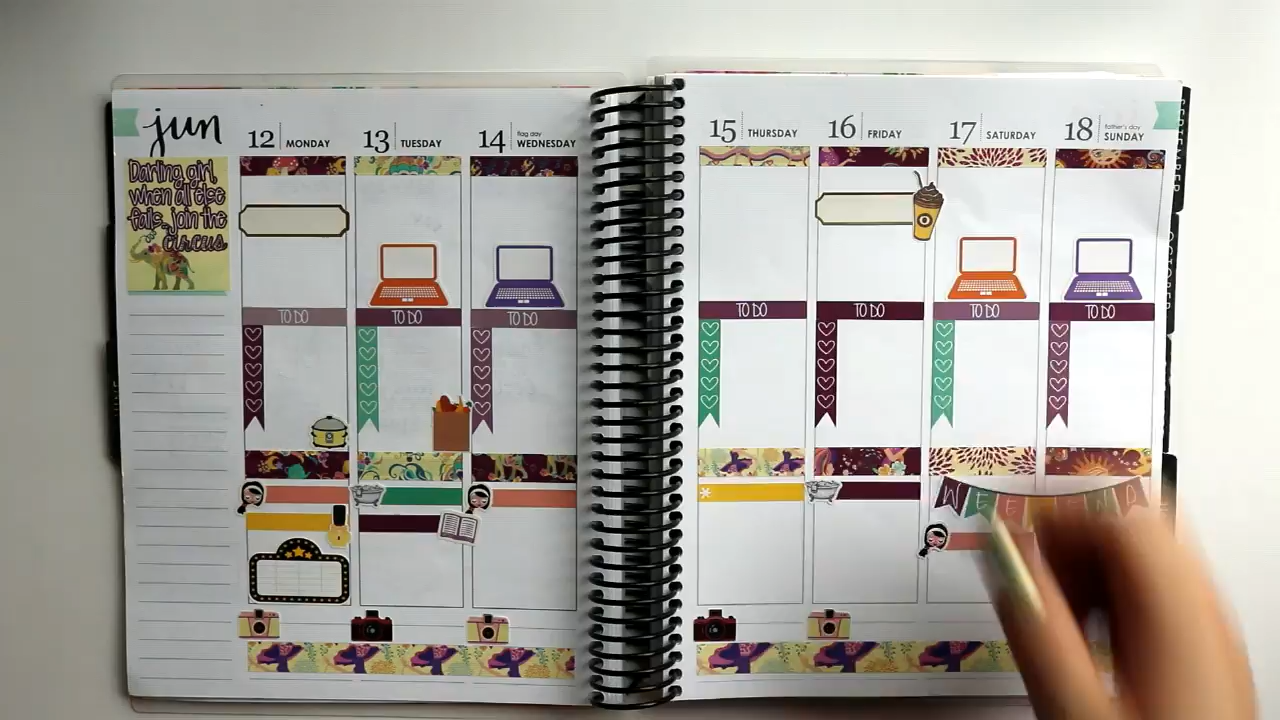 jun
12 MONDAY
13 TUESDAY
14 flag day WEDNESDAY
15 THURSDAY
16 FRIDAY
17 SATURDAY
18 father's day SUNDAY
Darling girl,
when all else
fails, join the
circus
TO DO
TO DO
TO DO
TO DO
TO DO
TO DO
TO DO
WEEKEND
SEPTEMBER
OCTOBER